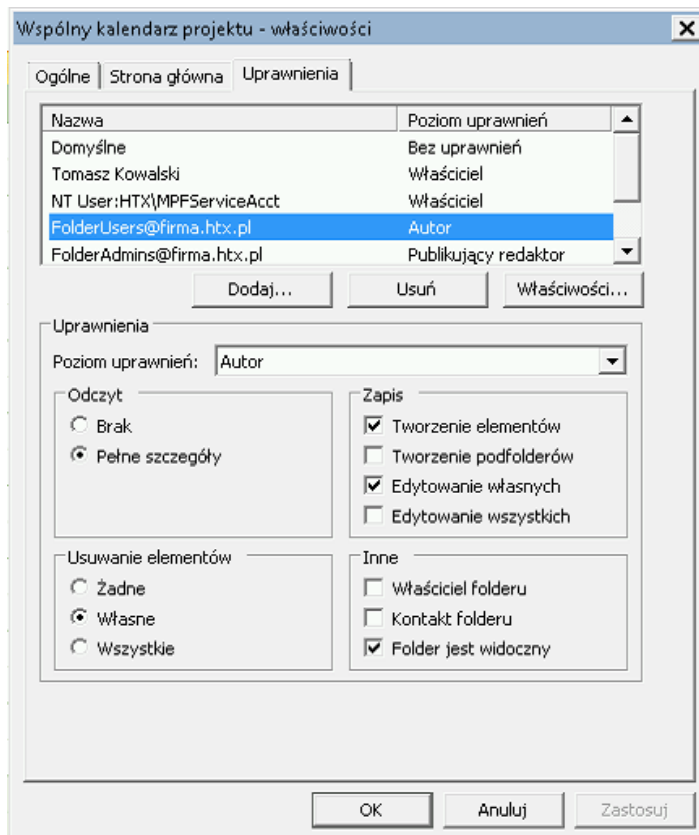 Wspólny kalendarz projektu - właściwości
Ogólne Strona główna Uprawnienia
Nazwa Poziom uprawnień
Domyślne Bez uprawnień
Tomasz Kowalski Właściciel
NT User:HTX\MPFServiceAcct Właściciel
FolderUsers@firma.htx.pl Autor
FolderAdmins@firma.htx.pl Publikujący redaktor
Dodaj... Usuń Właściwości...
Uprawnienia
Poziom uprawnień: Autor
Odczyt Zapis
Brak Tworzenie elementów
Pełne szczegóły Tworzenie podfolderów
Edytowanie własnych
Edytowanie wszystkich
Usuwanie elementów Inne
Żadne Właściciel folderu
Własne Kontakt folderu
Wszystkie Folder jest widoczny
OK Anuluj Zastosuj